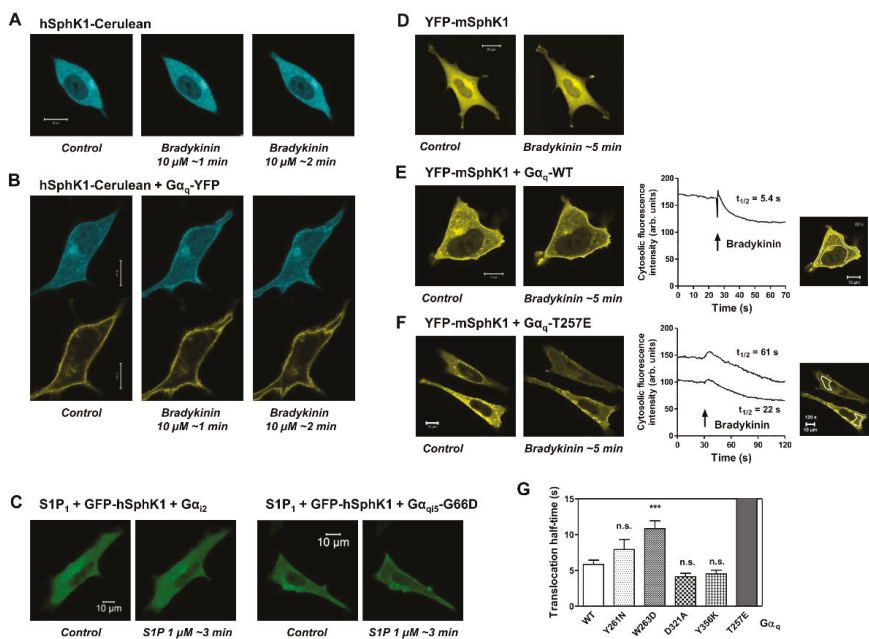 A hSphK1-Cerulean
Control
Bradykinin
10 µM ~1 min
Bradykinin
10 µM ~2 min
B hSphK1-Cerulean + Gαq-YFP
Control
Bradykinin
10 µM ~1 min
Bradykinin
10 µM ~2 min
C S1P1 + GFP-hSphK1 + Gαi2
10 µm
Control
S1P 1 µM ~3 min
S1P1 + GFP-hSphK1 + Gαqi5-G66D
10 µm
Control
S1P 1 µM ~3 min
D YFP-mSphK1
Control
Bradykinin ~5 min
E YFP-mSphK1 + Gαq-WT
Control
Bradykinin ~5 min
Cytosolic fluorescence
intensity (arb. units)
200
150
100
50
0
t1/2 = 5.4 s
Bradykinin
0 10 20 30 40 50 60 70
Time (s)
60 s
10 µm
F YFP-mSphK1 + Gαq-T257E
Control
Bradykinin ~5 min
Cytosolic fluorescence
intensity (arb. units)
200
150
100
50
0
t1/2 = 61 s
t1/2 = 22 s
Bradykinin
0 30 60 90 120
Time (s)
120 s
10 µm
G
Translocation half-time (s)
15
10
5
0
n.s.
***
n.s.
n.s.
WT
Y261N
W263D
D321A
Y356K
T257E
Gαq